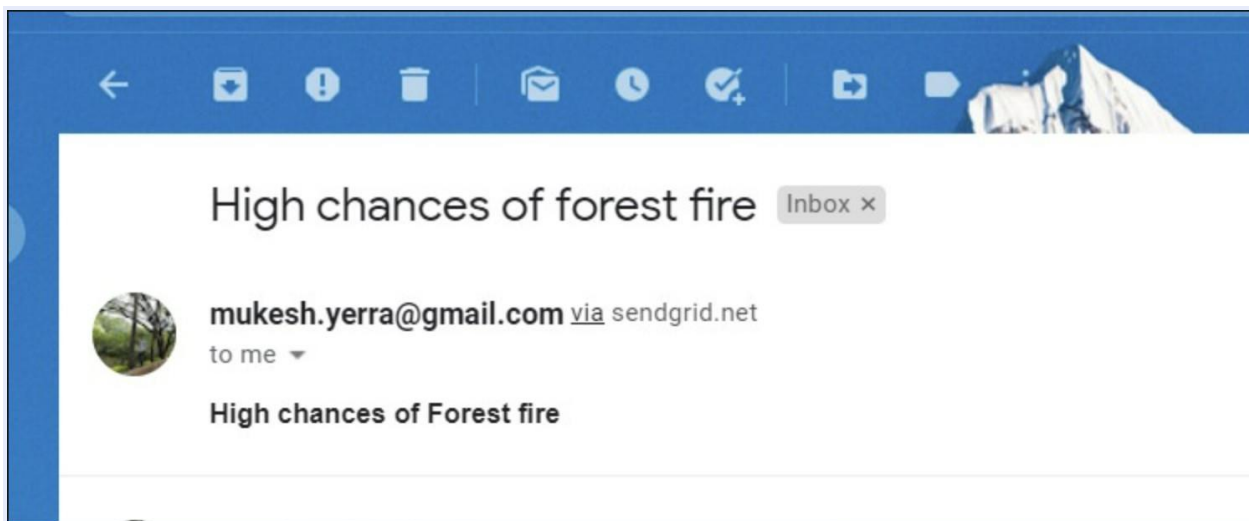 High chances of forest fire Inbox ×
mukesh.yerra@gmail.com via sendgrid.net
to me
High chances of Forest fire